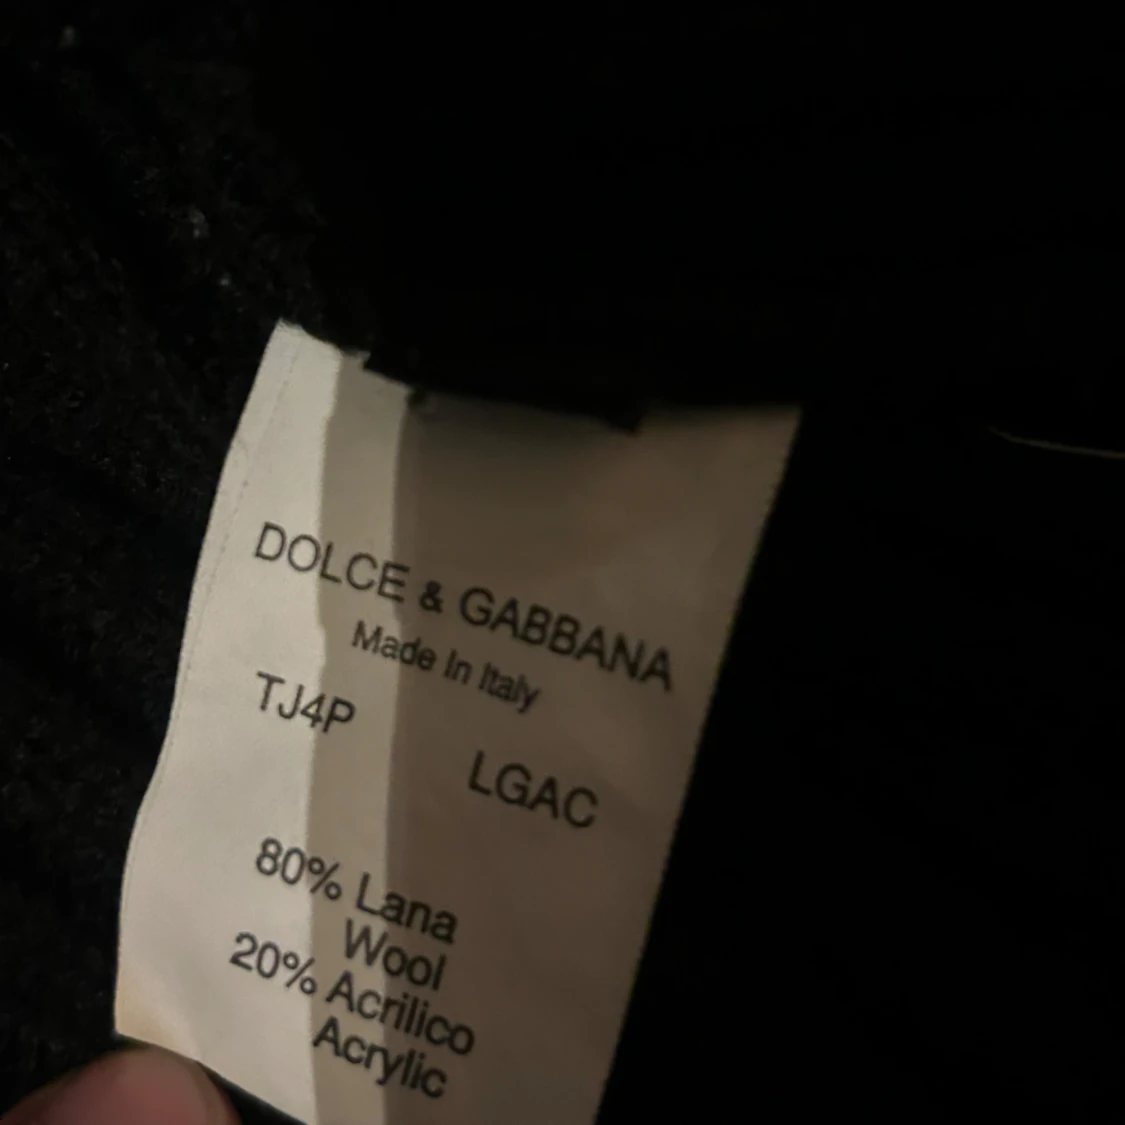 DOLCE & GABBANA
Made In Italy
TJ4P
LGAC
80% Lana
Wool
20% Acrilico
Acrylic